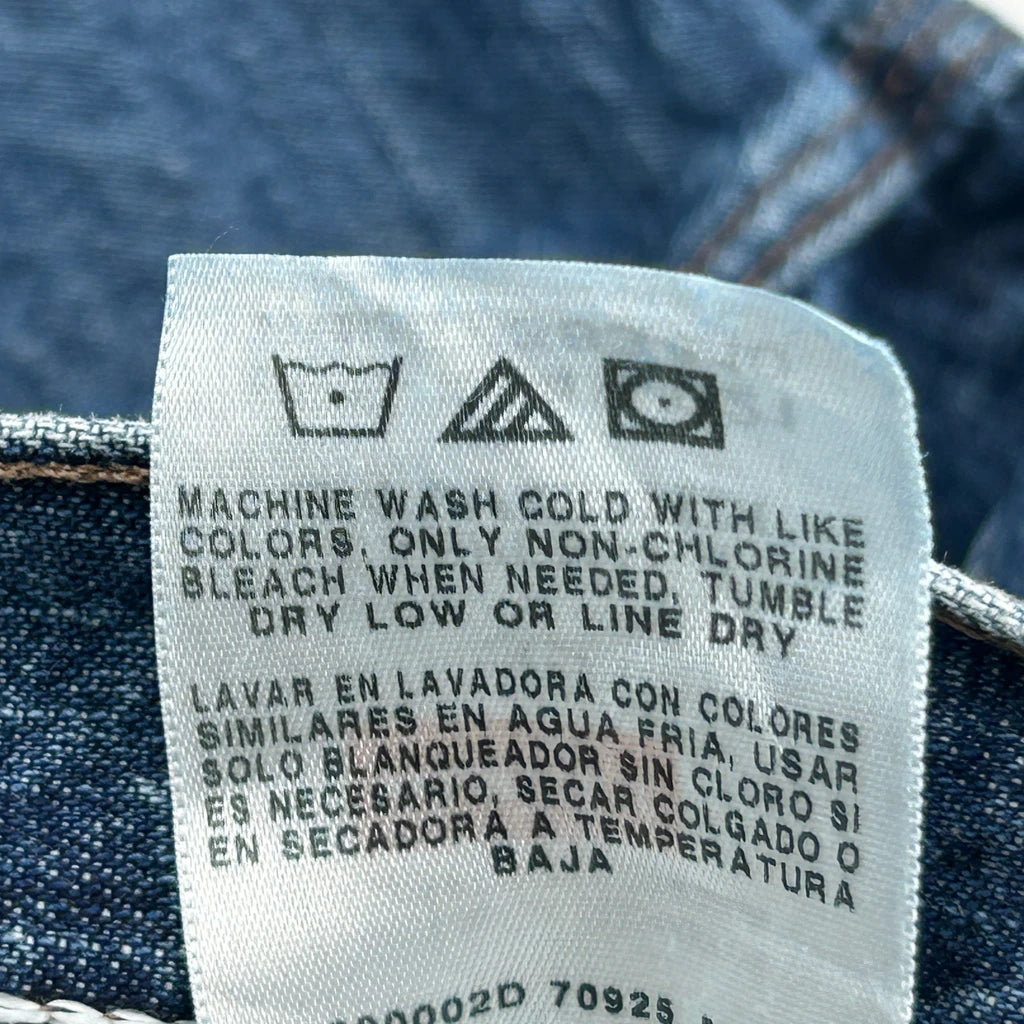 MACHINE WASH COLD WITH LIKE
COLORS, ONLY NON-CHLORINE
BLEACH WHEN NEEDED, TUMBLE
DRY LOW OR LINE DRY
LAVAR EN LAVADORA CON COLORES
SIMILARES EN AGUA FRIA, USAR
SOLO BLANQUEADOR SIN CLORO SI
ES NECESARIO, SECAR COLGADO O
EN SECADORA A TEMPERATURA
BAJA
70925